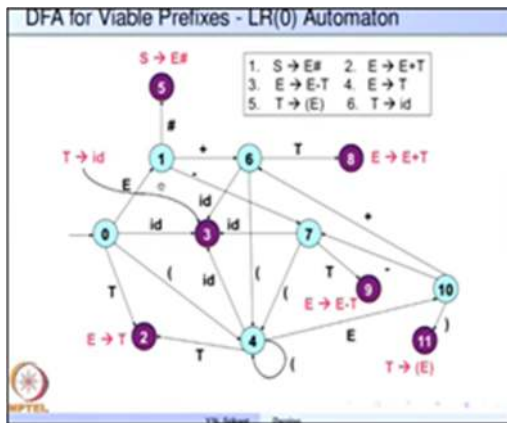 DFA for Viable Prefixes - LR(0) Automaton
S → E#
1. S → E# 2. E → E+T
3. E → E-T 4. E → T
5. T → (E) 6. T → id
5
#
T → id
1
+
6
T
8
E → E+T
E
-
id
+
0
id
3
id
7
T
-
(
id
(
(
9
10
T
E → E-T
E
)
E → T
2
T
4
(
11
T → (E)
NPTEL